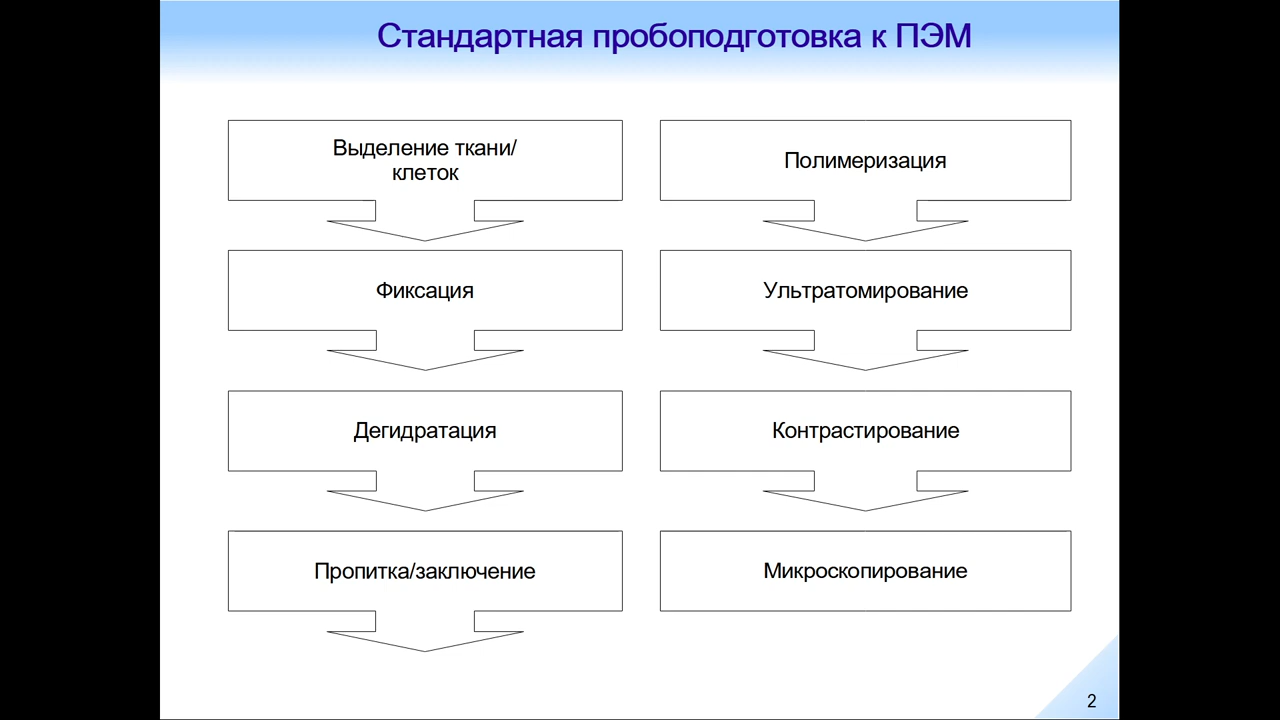 Стандартная пробоподготовка к ПЭМ
Выделение ткани/
клеток
Фиксация
Дегидратация
Пропитка/заключение
Полимеризация
Ультратомирование
Контрастирование
Микроскопирование
2